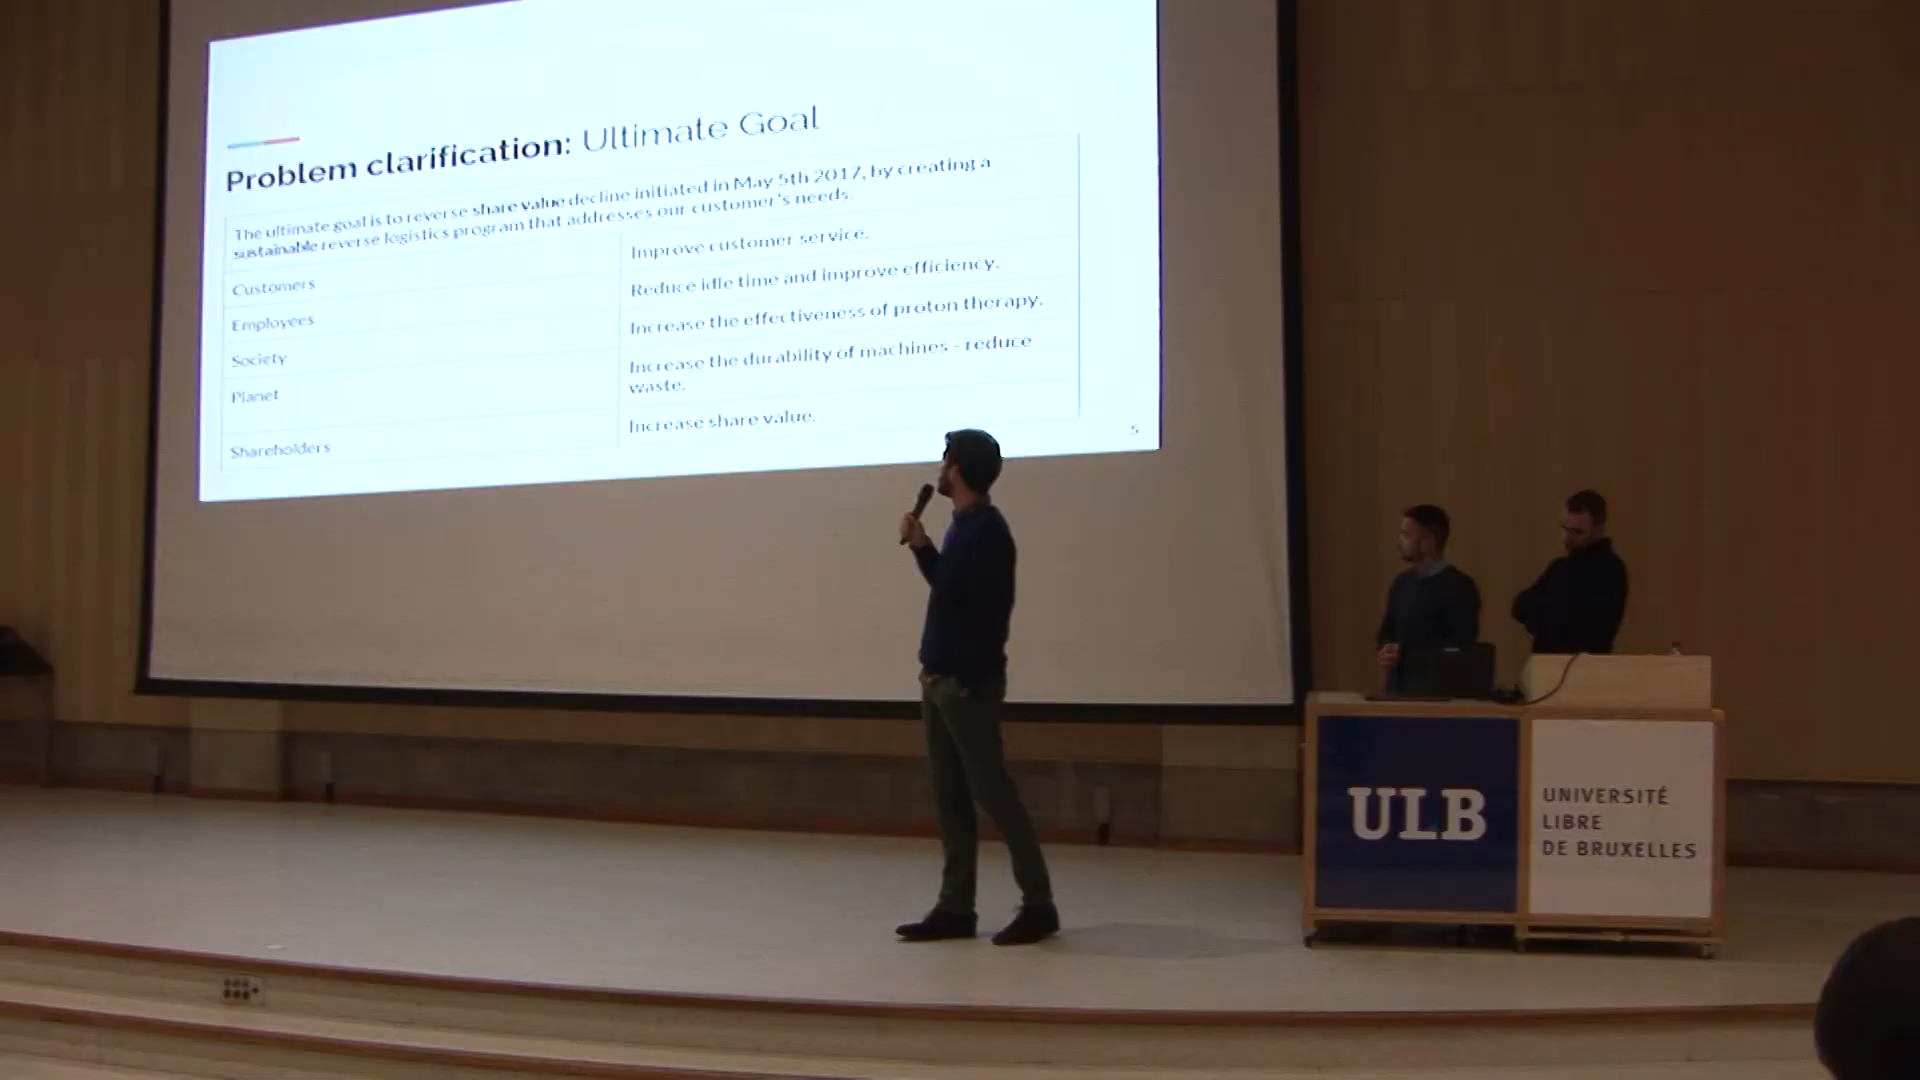 Problem clarification: Ultimate Goal
The ultimate goal is to reverse share value decline initiated in May 5th 2017, by creating a
sustainable reverse logistics program that addresses our customer's needs.
Customers
Improve customer service.
Employees
Reduce idle time and improve efficiency.
Society
Increase the effectiveness of proton therapy.
Planet
Increase the durability of machines - reduce
waste.
Shareholders
Increase share value.
5
ULB
UNIVERSITÉ
LIBRE
DE BRUXELLES